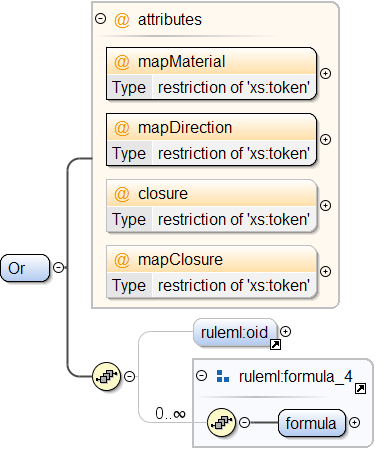 @ attributes
@ mapMaterial
Type restriction of 'xs:token'
@ mapDirection
Type restriction of 'xs:token'
@ closure
Type restriction of 'xs:token'
@ mapClosure
Type restriction of 'xs:token'
Or
ruleml:oid
ruleml:formula_4
0..∞
formula